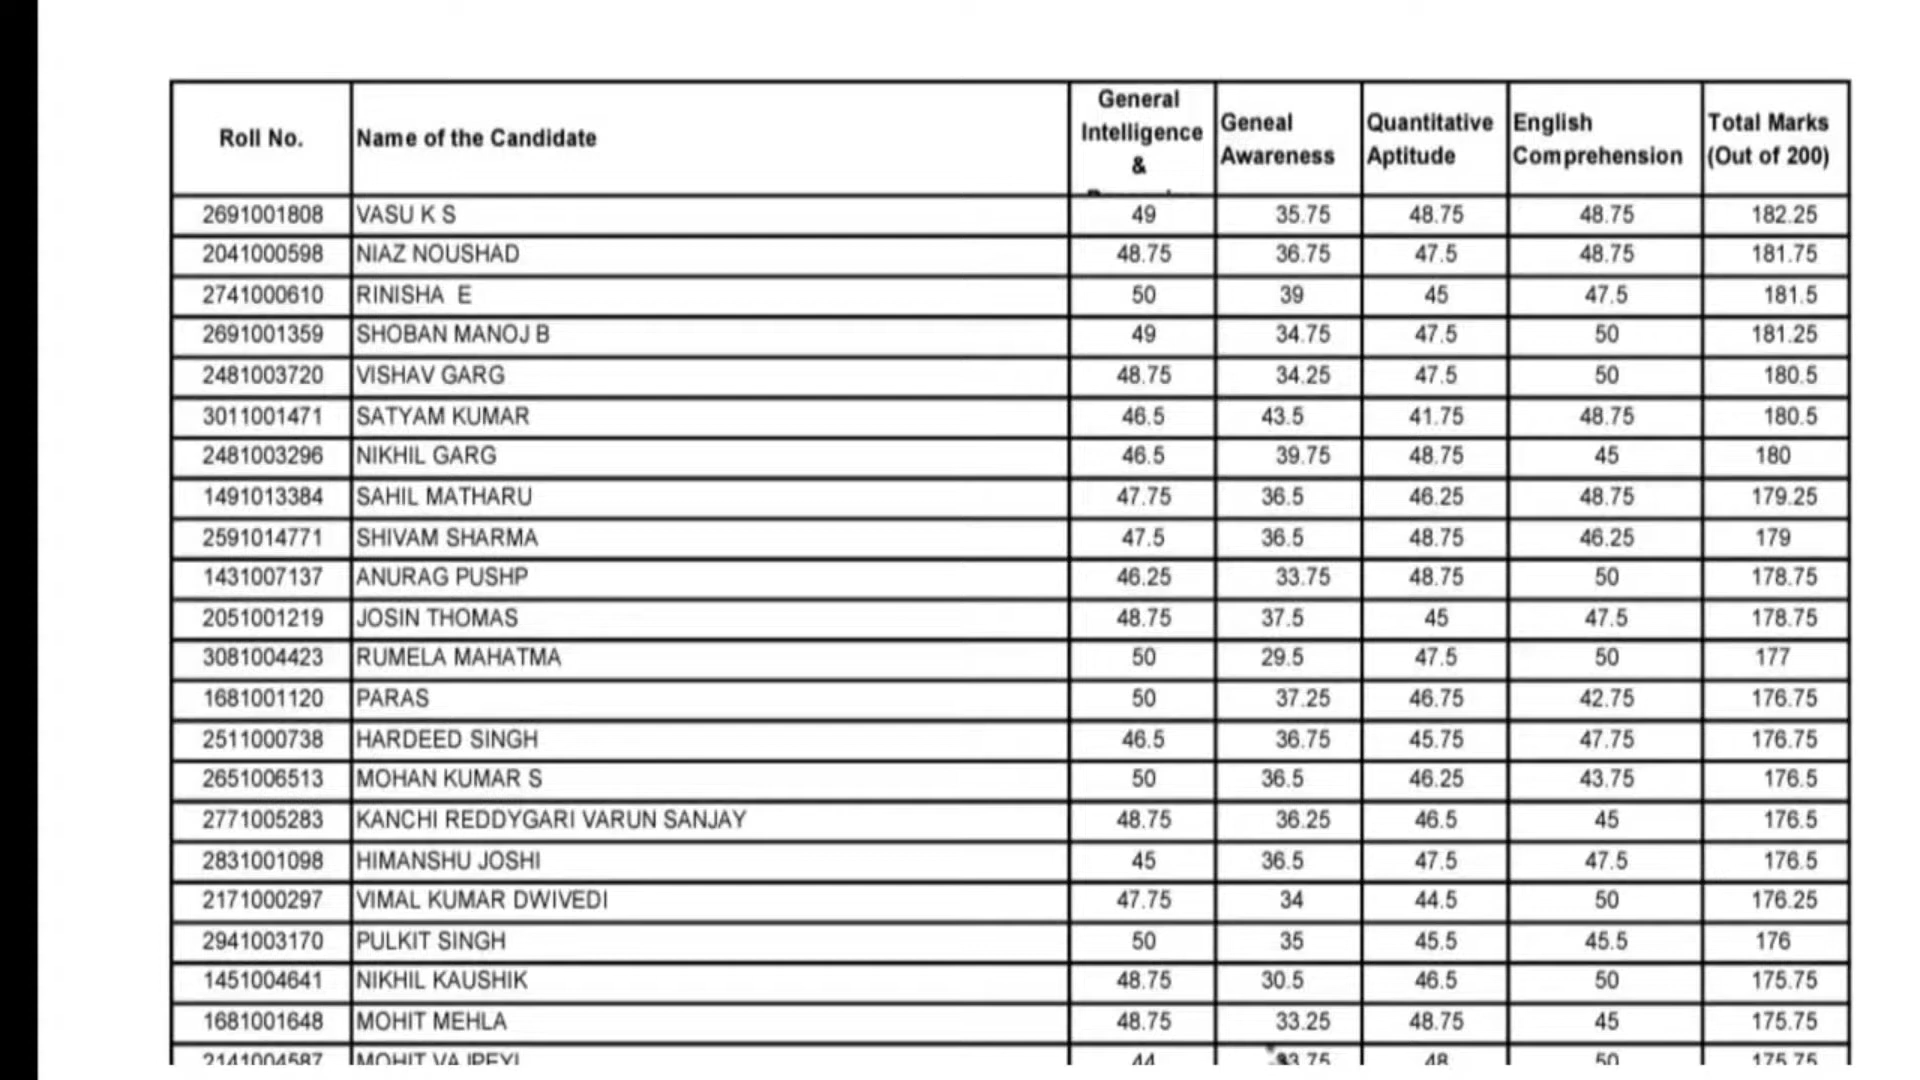 Roll No. Name of the Candidate General Intelligence & Geneal Awareness Quantitative Aptitude English Comprehension Total Marks (Out of 200)
2691001808 VASU K S 49 35.75 48.75 48.75 182.25
2041000598 NIAZ NOUSHAD 48.75 36.75 47.5 48.75 181.75
2741000610 RINISHA E 50 39 45 47.5 181.5
2691001359 SHOBAN MANOJ B 49 34.75 47.5 50 181.25
2481003720 VISHAV GARG 48.75 34.25 47.5 50 180.5
3011001471 SATYAM KUMAR 46.5 43.5 41.75 48.75 180.5
2481003296 NIKHIL GARG 46.5 39.75 48.75 45 180
1491013384 SAHIL MATHARU 47.75 36.5 46.25 48.75 179.25
2591014771 SHIVAM SHARMA 47.5 36.5 48.75 46.25 179
1431007137 ANURAG PUSHP 46.25 33.75 48.75 50 178.75
2051001219 JOSIN THOMAS 48.75 37.5 45 47.5 178.75
3081004423 RUMELA MAHATMA 50 29.5 47.5 50 177
1681001120 PARAS 50 37.25 46.75 42.75 176.75
2511000738 HARDEED SINGH 46.5 36.75 45.75 47.75 176.75
2651006513 MOHAN KUMAR S 50 36.5 46.25 43.75 176.5
2771005283 KANCHI REDDYGARI VARUN SANJAY 48.75 36.25 46.5 45 176.5
2831001098 HIMANSHU JOSHI 45 36.5 47.5 47.5 176.5
2171000297 VIMAL KUMAR DWIVEDI 47.75 34 44.5 50 176.25
2941003170 PULKIT SINGH 50 35 45.5 45.5 176
1451004641 NIKHIL KAUSHIK 48.75 30.5 46.5 50 175.75
1681001648 MOHIT MEHLA 48.75 33.25 48.75 45 175.75
2141004587 MOHIT VAJPEYI 44 33.75 48 50 175.75